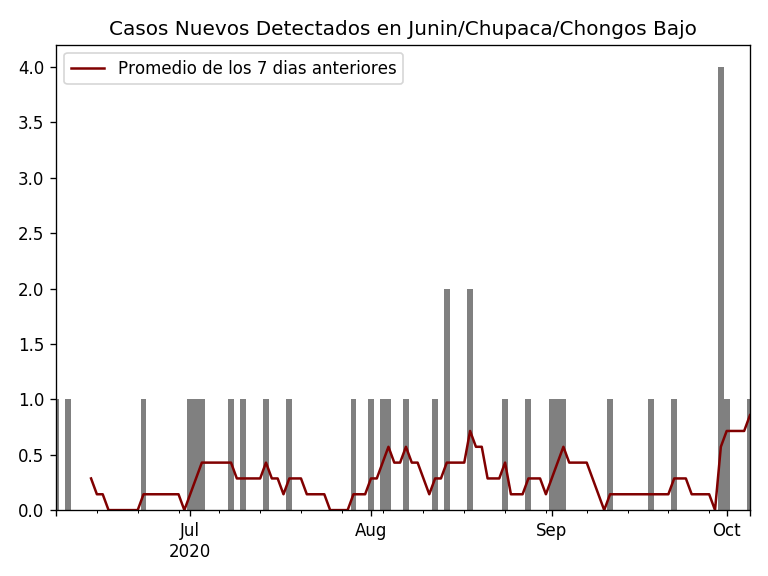 Casos Nuevos Detectados en Junin/Chupaca/Chongos Bajo
Promedio de los 7 dias anteriores
4.0
3.5
3.0
2.5
2.0
1.5
1.0
0.5
0.0
Jul
2020
Aug
Sep
Oct